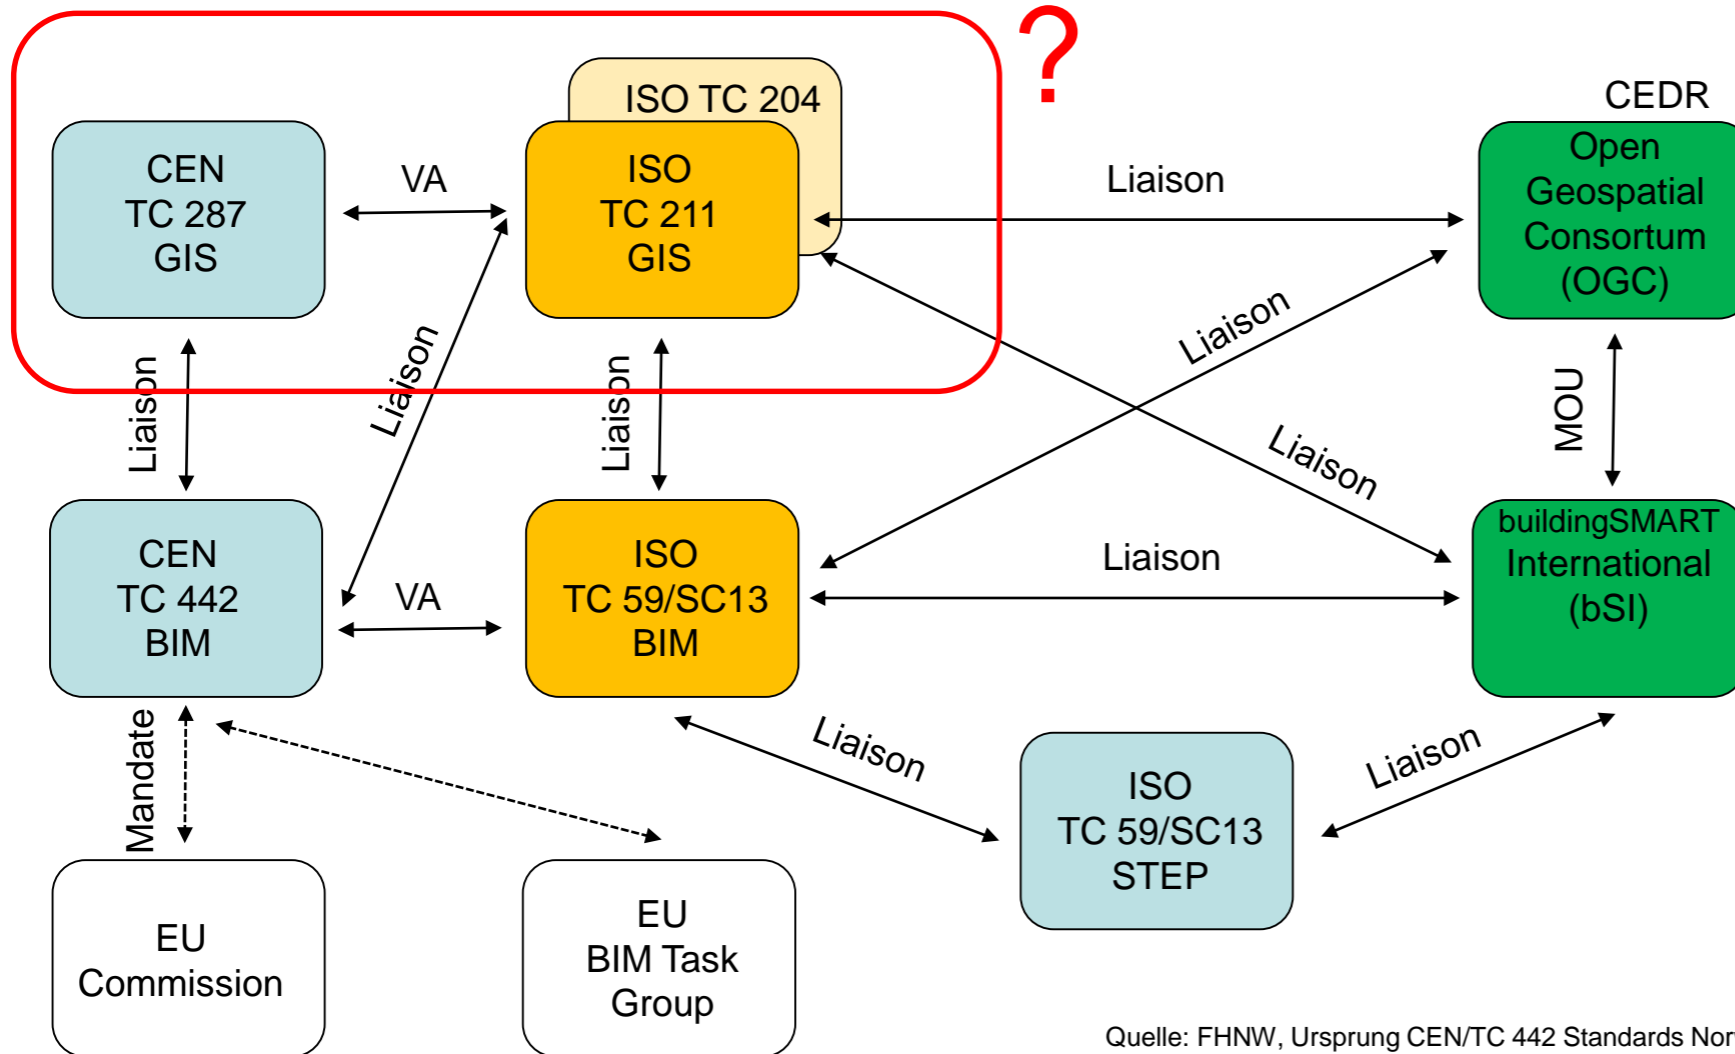 ?
ISO TC 204
CEDR
CEN
TC 287
GIS
VA
ISO
TC 211
GIS
Liaison
Open
Geospatial
Consortum
(OGC)
Liaison
Liaison
Liaison
Liaison
Liaison
MOU
CEN
TC 442
BIM
VA
ISO
TC 59/SC13
BIM
Liaison
buildingSMART
International
(bSI)
Mandate
Liaison
Liaison
ISO
TC 59/SC13
STEP
EU
Commission
EU
BIM Task
Group
Quelle: FHNW, Ursprung CEN/TC 442 Standards Nor